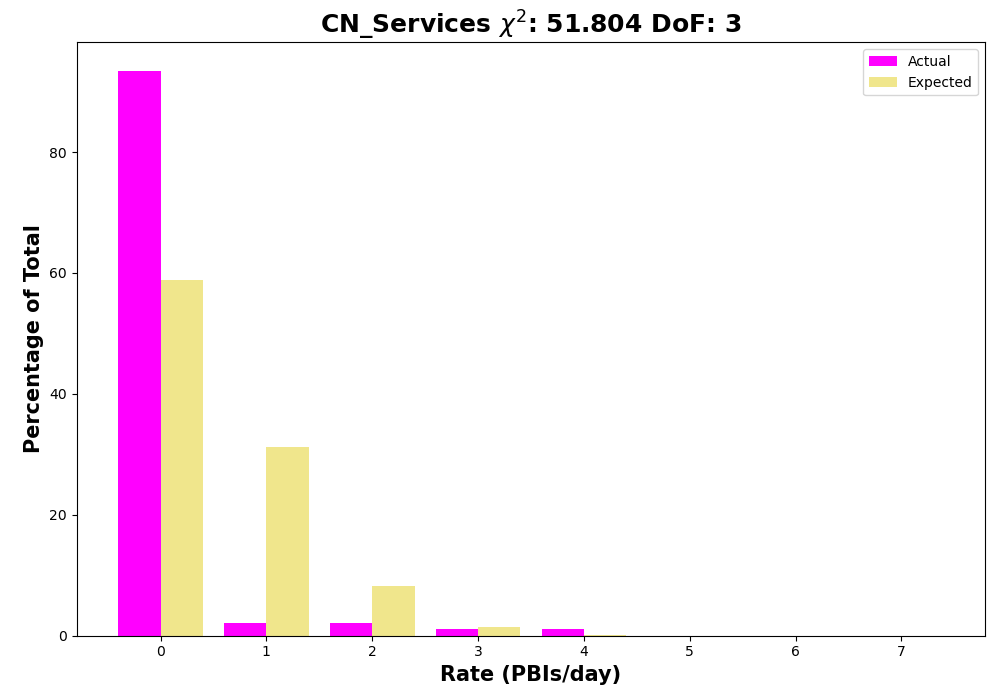 CN_Services χ²: 51.804 DoF: 3
Actual
Expected
Percentage of Total
80
60
40
20
0
0 1 2 3 4 5 6 7
Rate (PBIs/day)